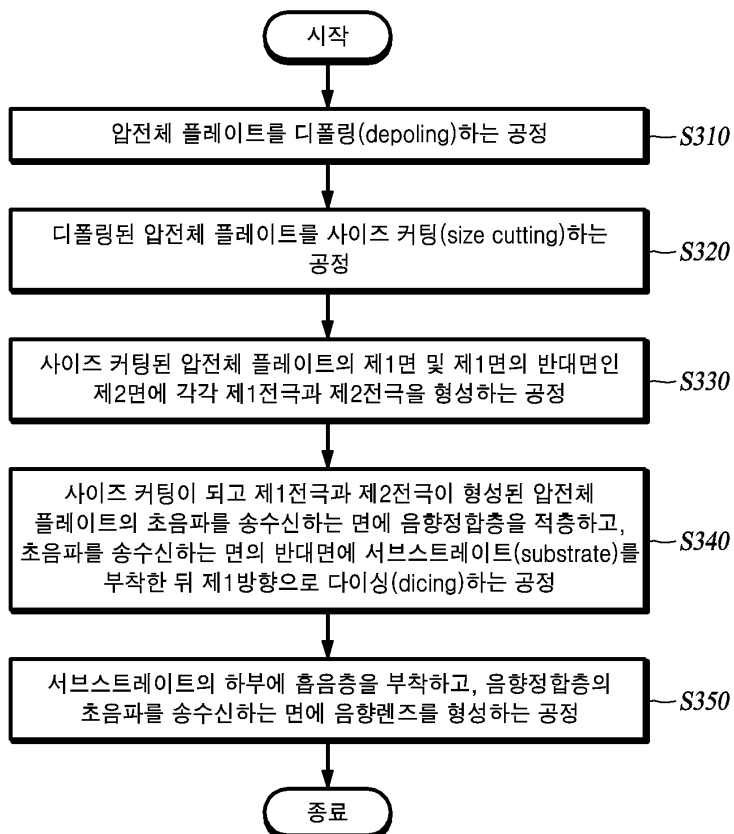 시작
압전체 플레이트를 디폴링(depoling)하는 공정
S310
디폴링된 압전체 플레이트를 사이즈 커팅(size cutting)하는
공정
S320
사이즈 커팅된 압전체 플레이트의 제1면 및 제1면의 반대면인
제2면에 각각 제1전극과 제2전극을 형성하는 공정
S330
사이즈 커팅이 되고 제1전극과 제2전극이 형성된 압전체
플레이트의 초음파를 송수신하는 면에 음향정합층을 적층하고,
초음파를 송수신하는 면의 반대면에 서브스트레이트(substrate)를
부착한 뒤 제1방향으로 다이싱(dicing)하는 공정
S340
서브스트레이트의 하부에 흡음층을 부착하고, 음향정합층의
초음파를 송수신하는 면에 음향렌즈를 형성하는 공정
S350
종료